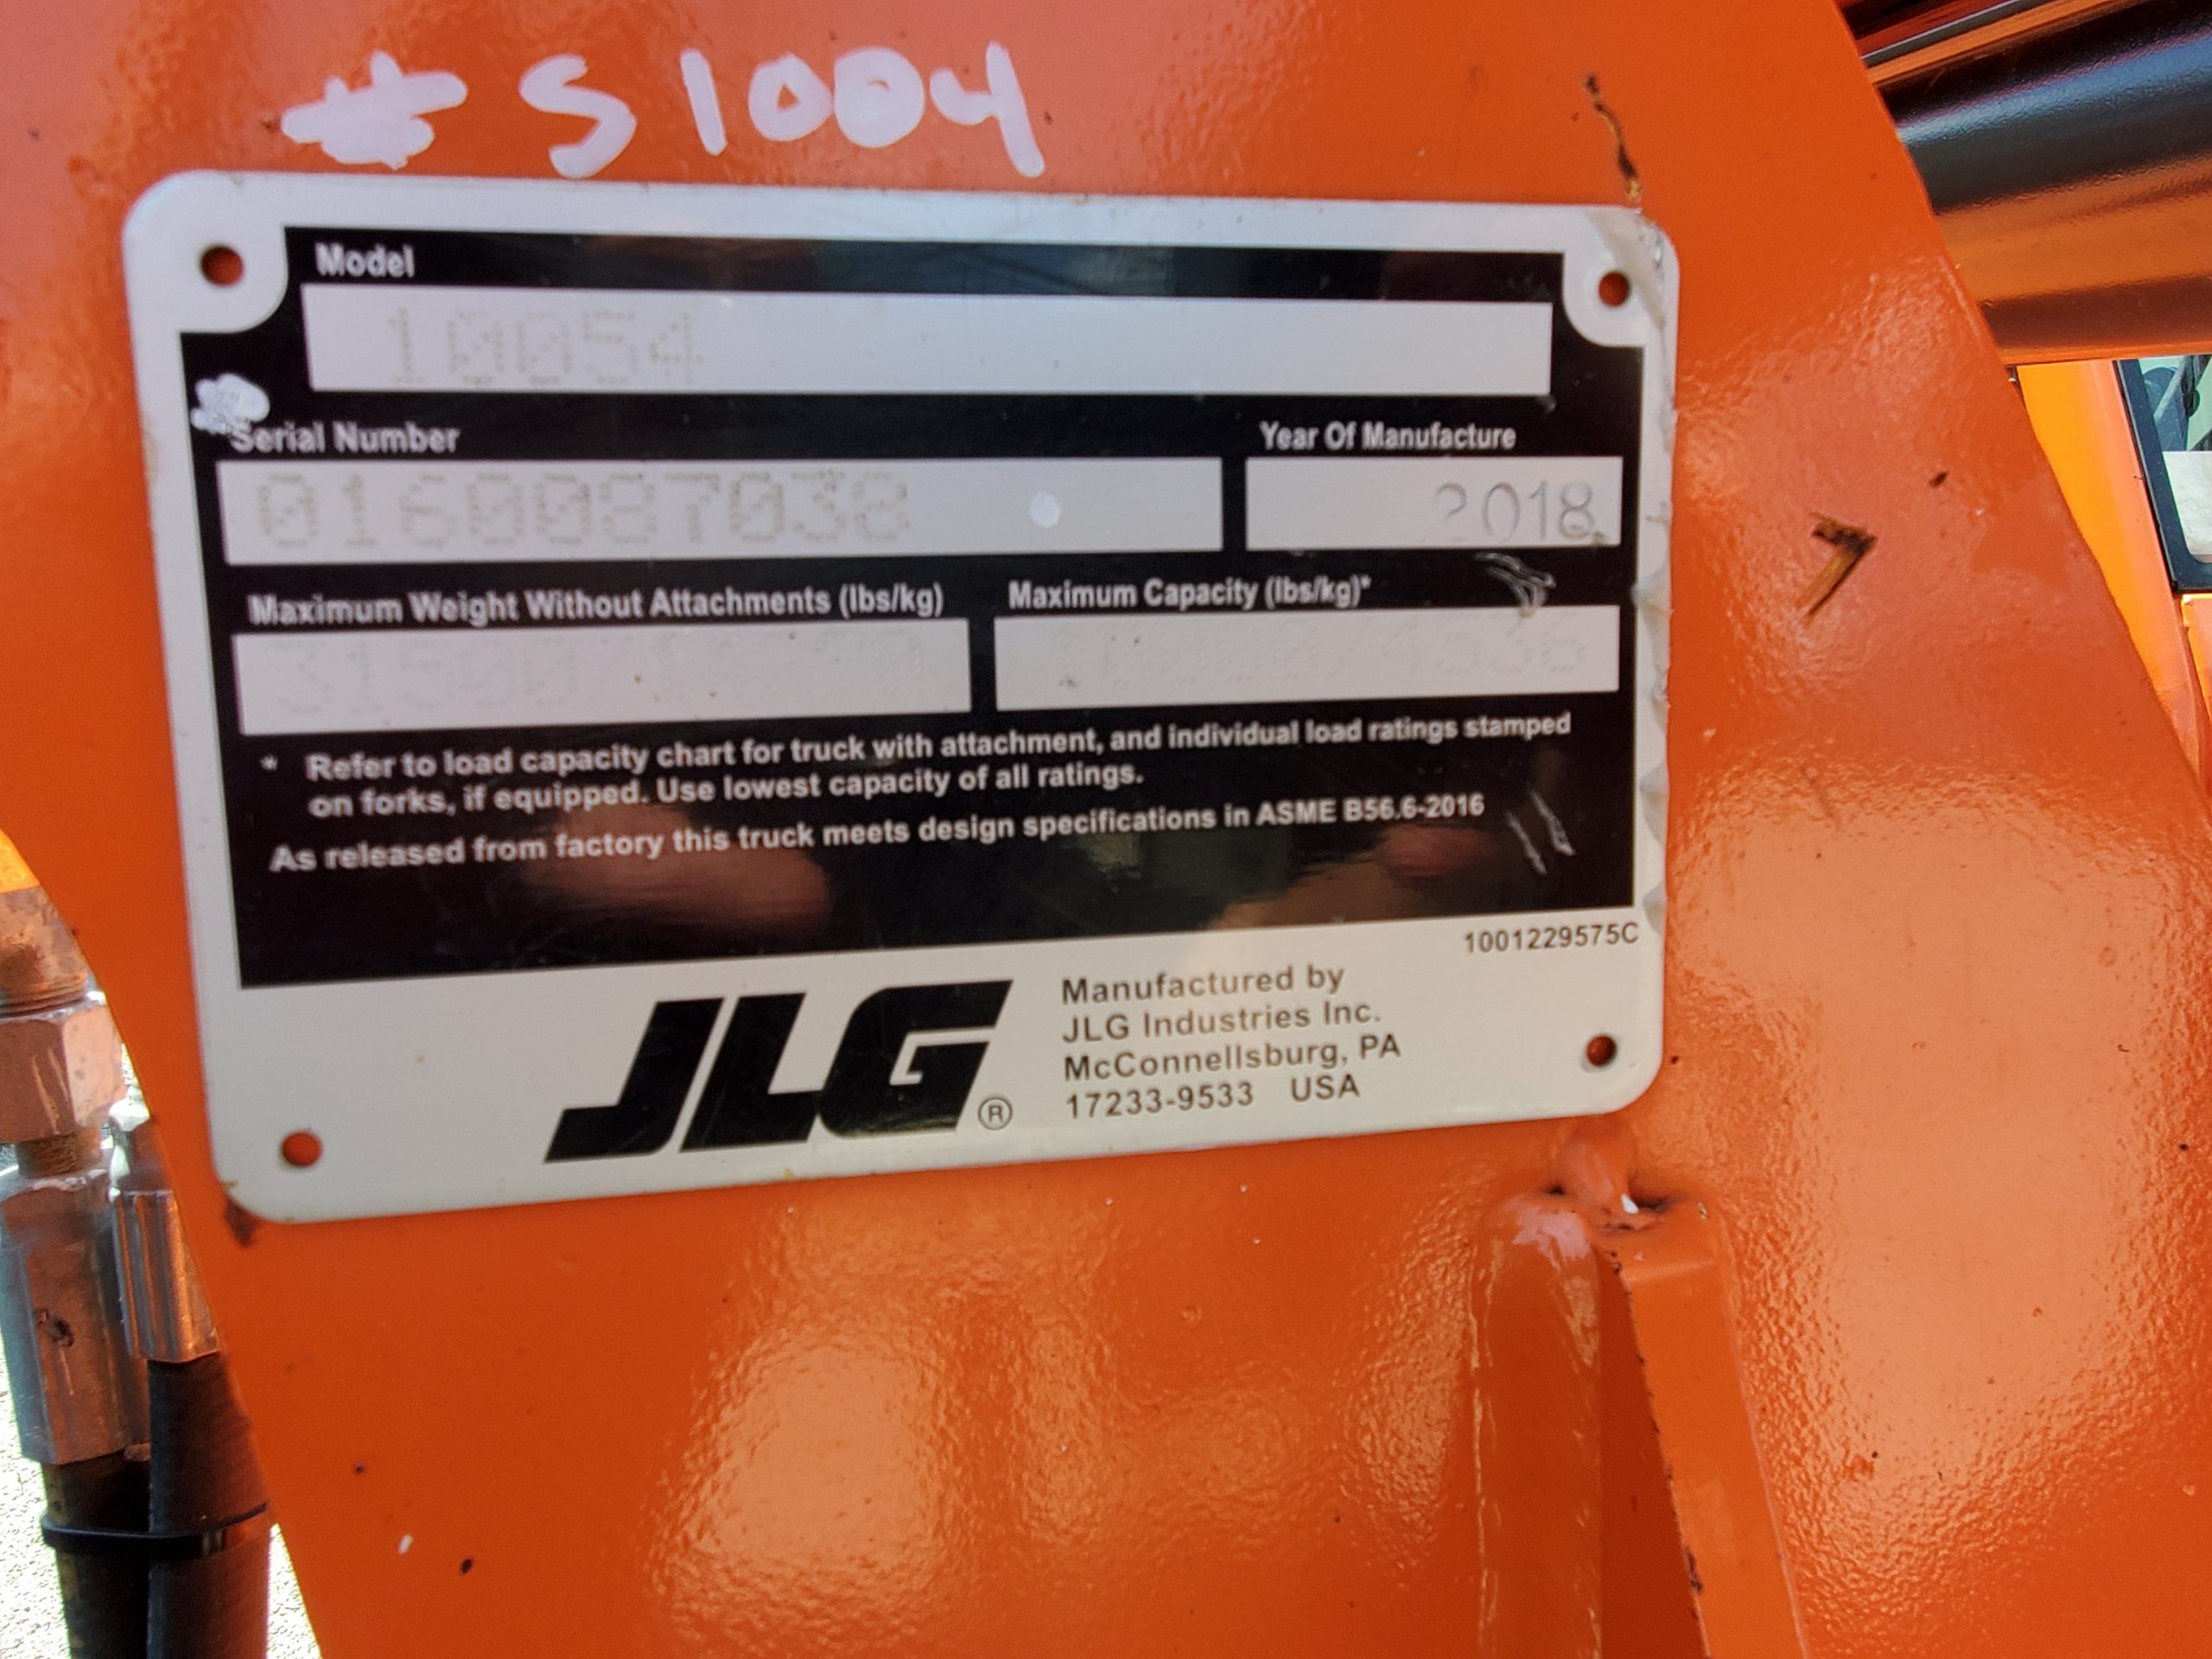 * S1004
Model
10054
Serial Number
Year Of Manufacture
0160087038
2018
Maximum Weight Without Attachments (lbs/kg)
Maximum Capacity (lbs/kg)*
* Refer to load capacity chart for truck with attachment, and individual load ratings stamped
on forks, if equipped. Use lowest capacity of all ratings.
As released from factory this truck meets design specifications in ASME B56.6-2016
1001229575C
JLG®
Manufactured by
JLG Industries Inc.
McConnellsburg, PA
17233-9533 USA